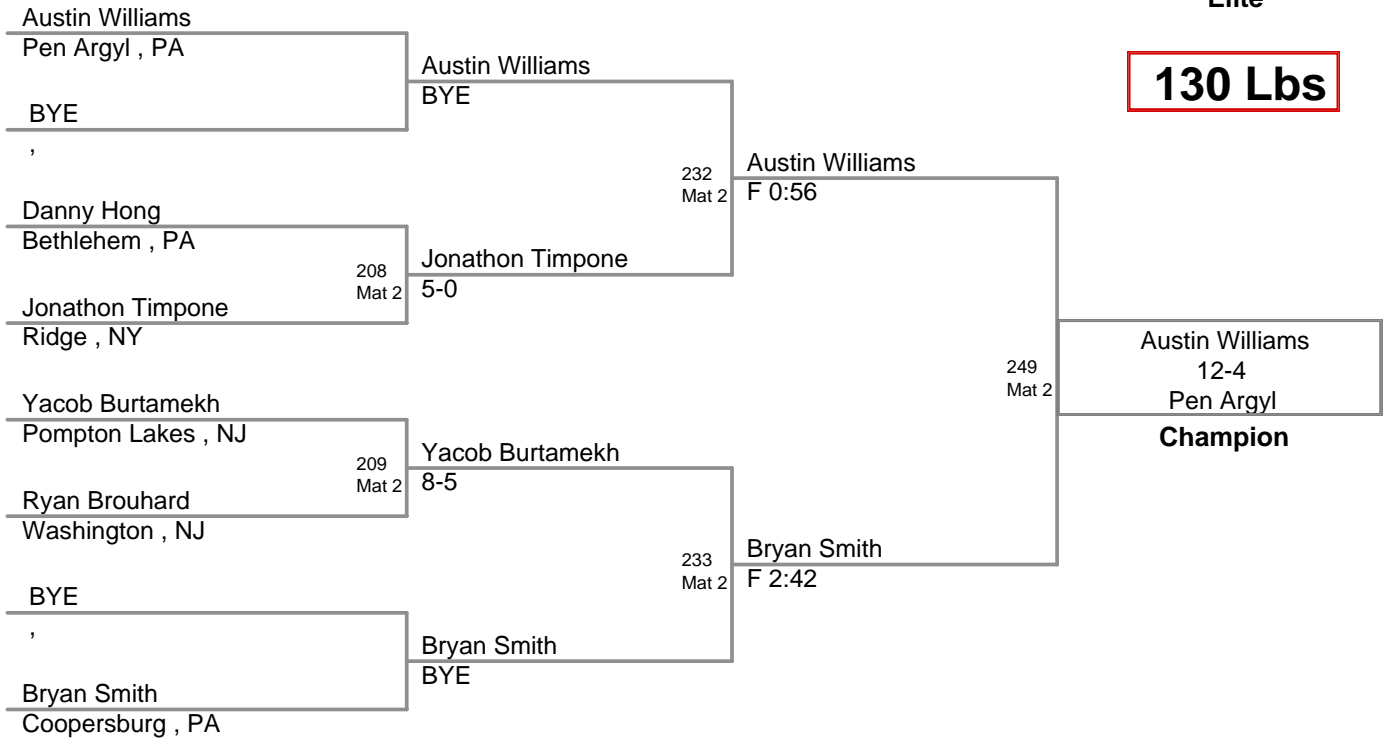 Elite
130 Lbs
Austin Williams
Pen Argyl , PA
BYE
,
Danny Hong
Bethlehem , PA
Jonathon Timpone
Ridge , NY
Yacob Burtamekh
Pompton Lakes , NJ
Ryan Brouhard
Washington , NJ
BYE
,
Bryan Smith
Coopersburg , PA
208
Mat 2
209
Mat 2
Austin Williams
BYE
Jonathon Timpone
5-0
Yacob Burtamekh
8-5
Bryan Smith
BYE
232
Mat 2
233
Mat 2
Austin Williams
F 0:56
Bryan Smith
F 2:42
249
Mat 2
Austin Williams
12-4
Pen Argyl
Champion